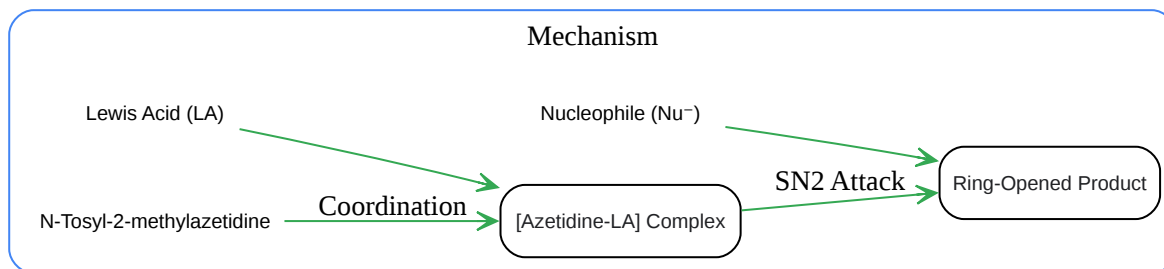 Mechanism
Lewis Acid (LA)
Nucleophile (Nu⁻)
SN2 Attack
Ring-Opened Product
N-Tosyl-2-methylazetidine
Coordination
[Azetidine-LA] Complex